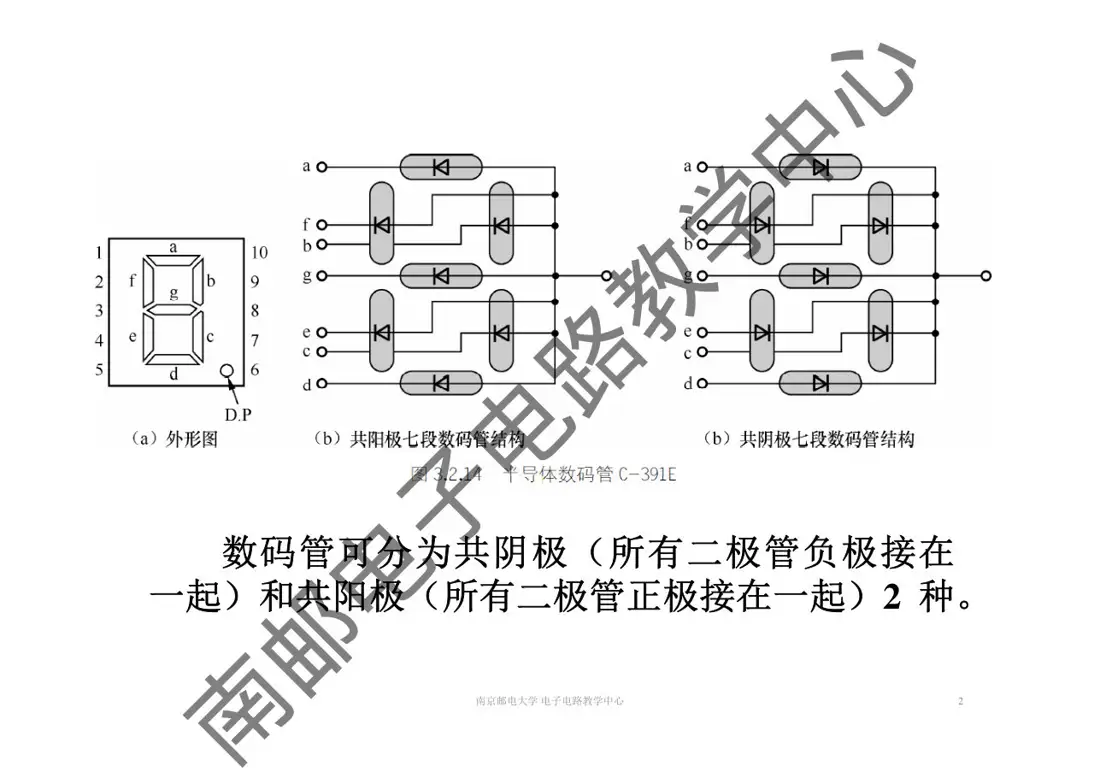 a
f
b
g
e
c
d
a
f
b
g
e
c
d
1
2
3
4
5
a
f
b
g
e
c
d
10
9
8
7
6
D.P
（a）外形图
（b）共阳极七段数码管结构
（b）共阴极七段数码管结构
图 3.2.14 半导体数码管 C-391E
数码管可分为共阴极（所有二极管负极接在
一起）和共阳极（所有二极管正极接在一起）2 种。
南京邮电大学 电子电路教学中心
2
南邮电子电路教学中心